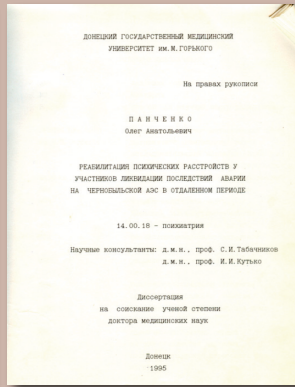 ДОНЕЦКИЙ ГОСУДАРСТВЕННЫЙ МЕДИЦИНСКИЙ
УНИВЕРСИТЕТ им.М.ГОРЬКОГО
На правах рукописи
П А Н Ч Е Н К О
Олег Анатольевич
РЕАБИЛИТАЦИЯ ПСИХИЧЕСКИХ РАССТРОЙСТВ У
УЧАСТНИКОВ ЛИКВИДАЦИИ ПОСЛЕДСТВИЙ АВАРИИ
НА ЧЕРНОБЫЛЬСКОЙ АЭС В ОТДАЛЕННОМ ПЕРИОДЕ
14.00.18 - психиатрия
Научные консультанты: д.м.н., проф. С.И.Табачников
д.м.н., проф. И.И.Кутько
Диссертация
на соискание ученой степени
доктора медицинских наук
Донецк
1995